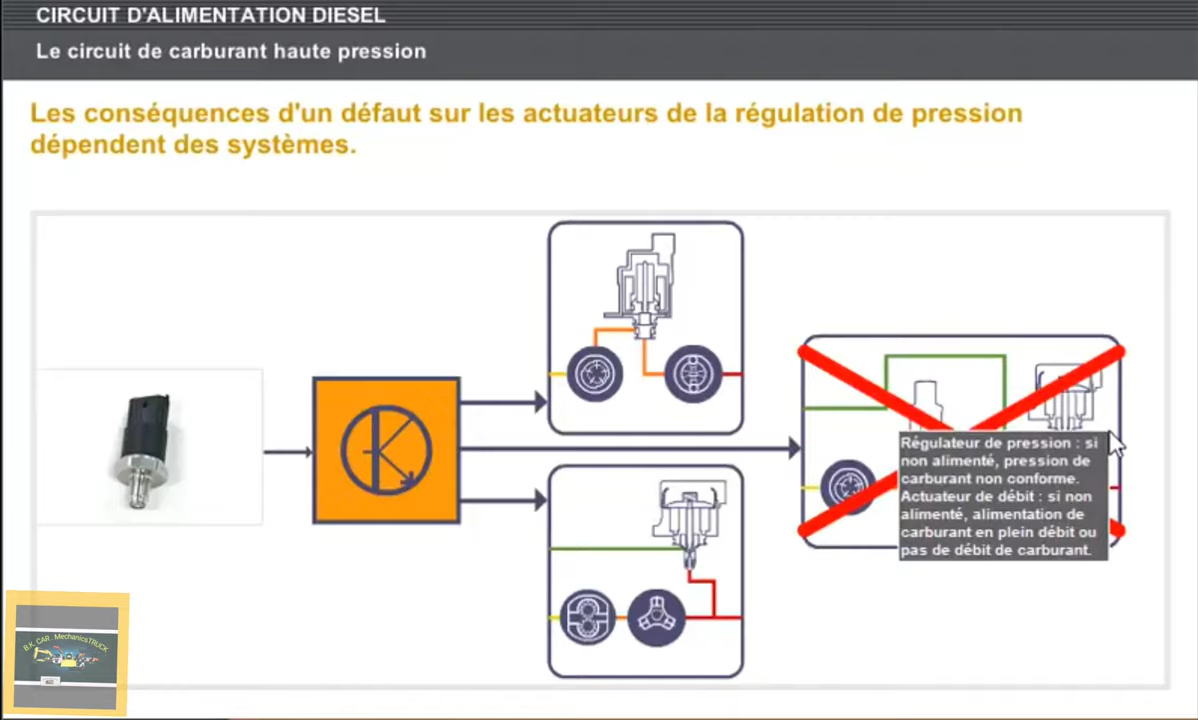 CIRCUIT D'ALIMENTATION DIESEL
Le circuit de carburant haute pression
Les conséquences d'un défaut sur les actuateurs de la régulation de pression
dépendent des systèmes.
Régulateur de pression : si
non alimenté, pression de
carburant non conforme.
Actuateur de débit : si non
alimenté, alimentation de
carburant en plein débit ou
pas de débit de carburant.
B.K. CAR . MechanicsTRUCK